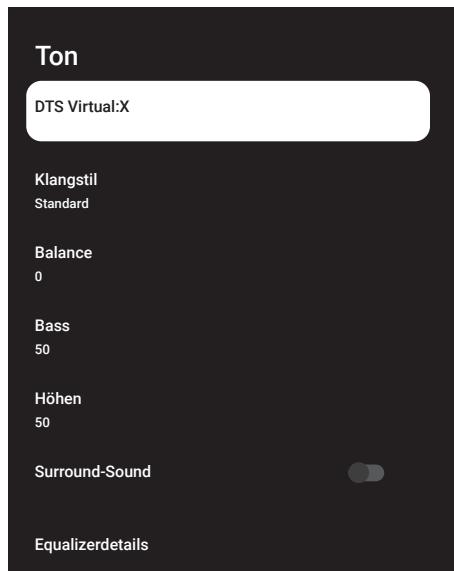 Ton
DTS Virtual:X
Klangstil
Standard
Balance
0
Bass
50
Höhen
50
Surround-Sound
Equalizerdetails